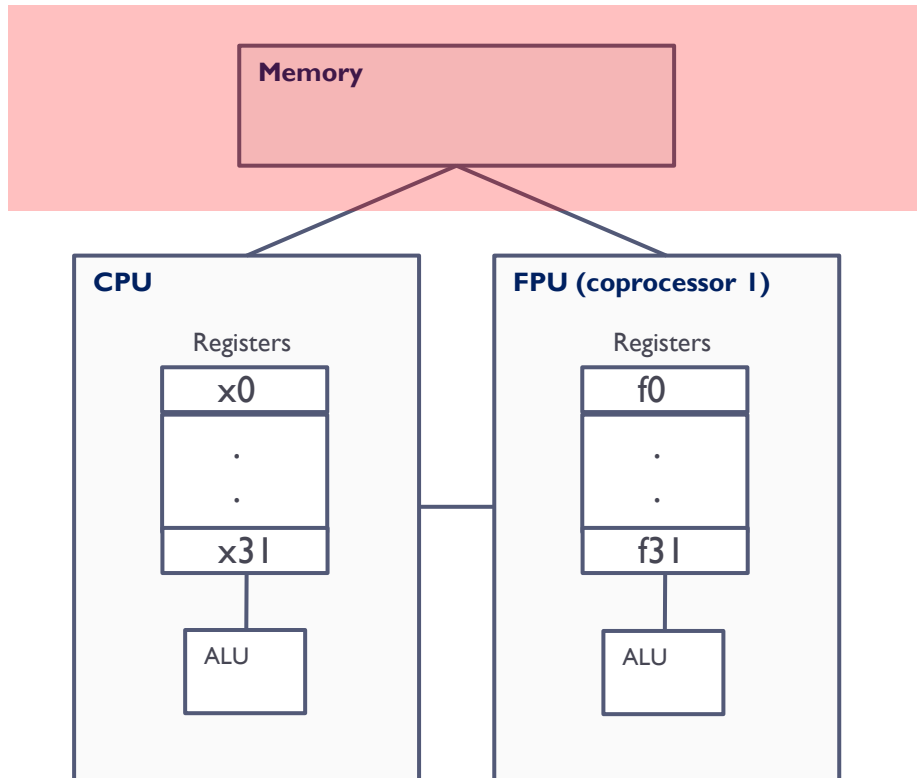 Memory
CPU
Registers
x0
.
.
x31
ALU
FPU (coprocessor 1)
Registers
f0
.
.
f31
ALU